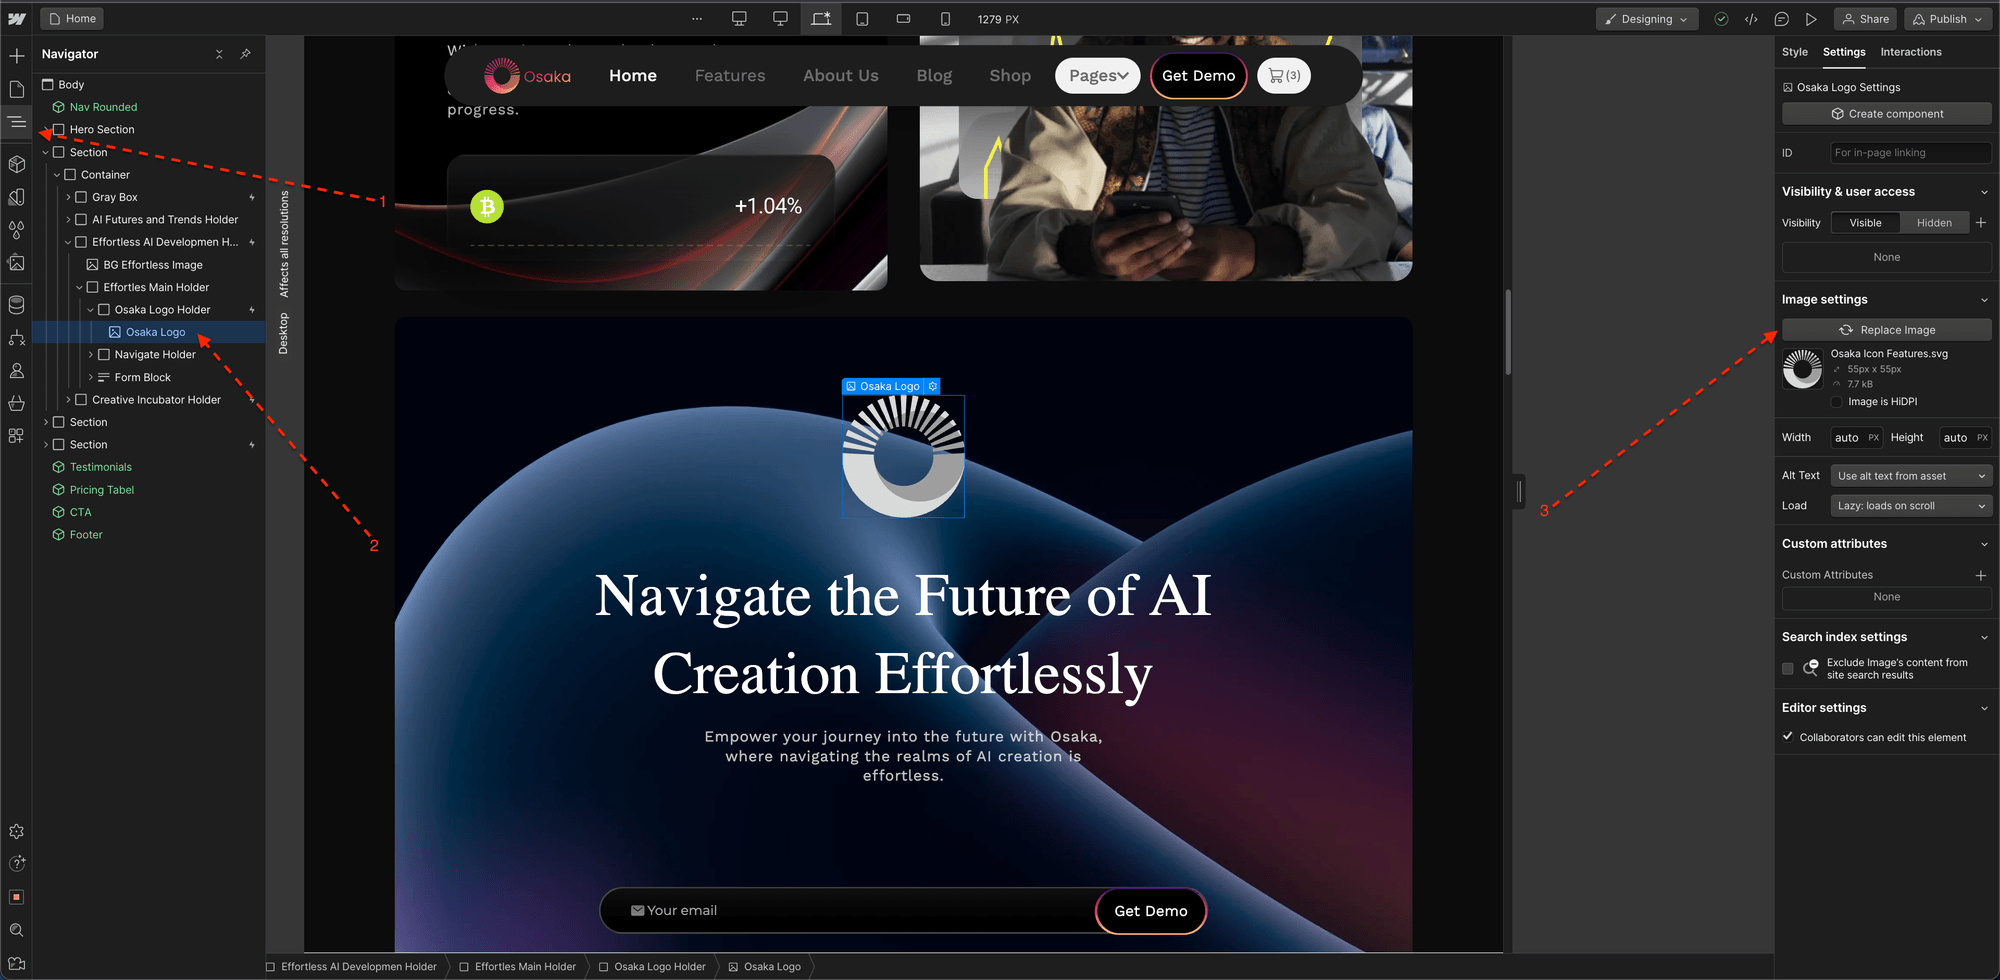 Home
1279 PX
Designing
Share
Publish
Navigator
Body
Nav Rounded
Hero Section
Section
Container
Gray Box
AI Futures and Trends Holder
Effortless AI Developmen H...
BG Effortless Image
Effortles Main Holder
Osaka Logo Holder
Osaka Logo
Navigate Holder
Form Block
Creative Incubator Holder
Section
Section
Testimonials
Pricing Tabel
CTA
Footer
1
2
3
Affects all resolutions
Desktop
Osaka
Home
Features
About Us
Blog
Shop
Pages
Get Demo
(3)
progress.
+1.04%
Osaka Logo
Navigate the Future of AI
Creation Effortlessly
Empower your journey into the future with Osaka,
where navigating the realms of AI creation is
effortless.
Your email
Get Demo
Effortless AI Developmen Holder
Effortles Main Holder
Osaka Logo Holder
Osaka Logo
Style
Settings
Interactions
Osaka Logo Settings
Create component
ID
For in-page linking
Visibility & user access
Visibility
Visible
Hidden
None
Image settings
Replace Image
Osaka Icon Features.svg
55px x 55px
7.7 kB
Image is HiDPI
Width
auto PX
Height
auto PX
Alt Text
Use alt text from asset
Load
Lazy: loads on scroll
Custom attributes
Custom Attributes
None
Search index settings
Exclude Image's content from
site search results
Editor settings
Collaborators can edit this element